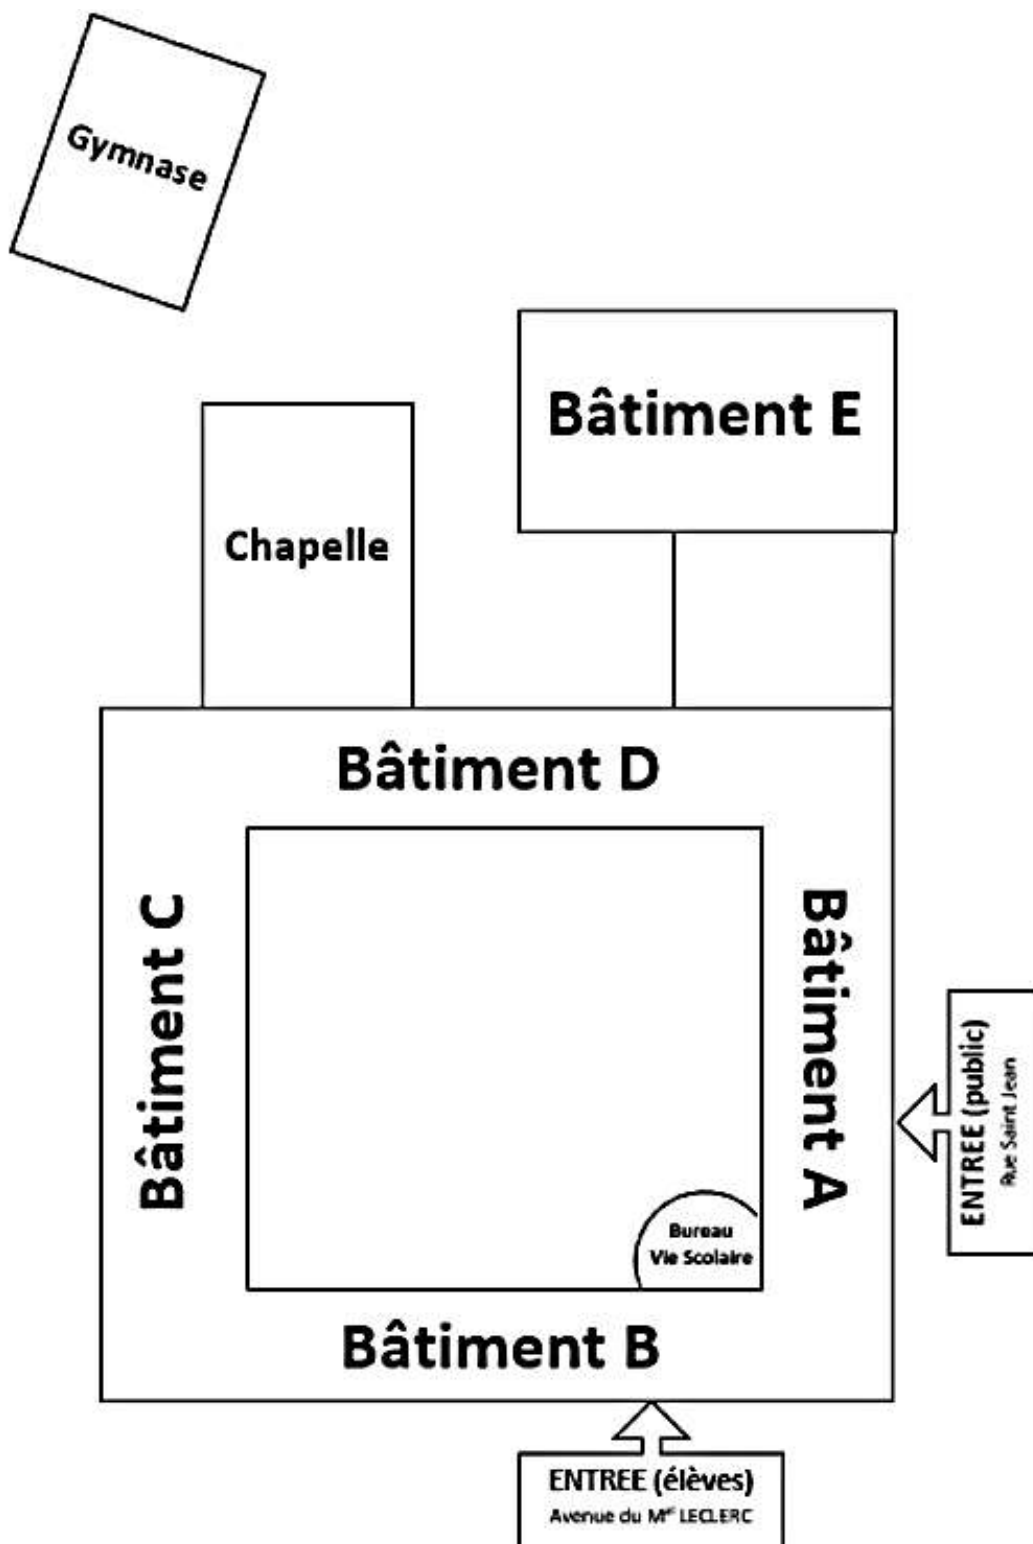 Gymnase
Bâtiment E
Chapelle
Bâtiment D
Bâtiment C
Bâtiment A
ENTREE (public)
Rue Saint Jean
Bureau
Vie Scolaire
Bâtiment B
ENTREE (élèves)
Avenue du Mal LECLERC